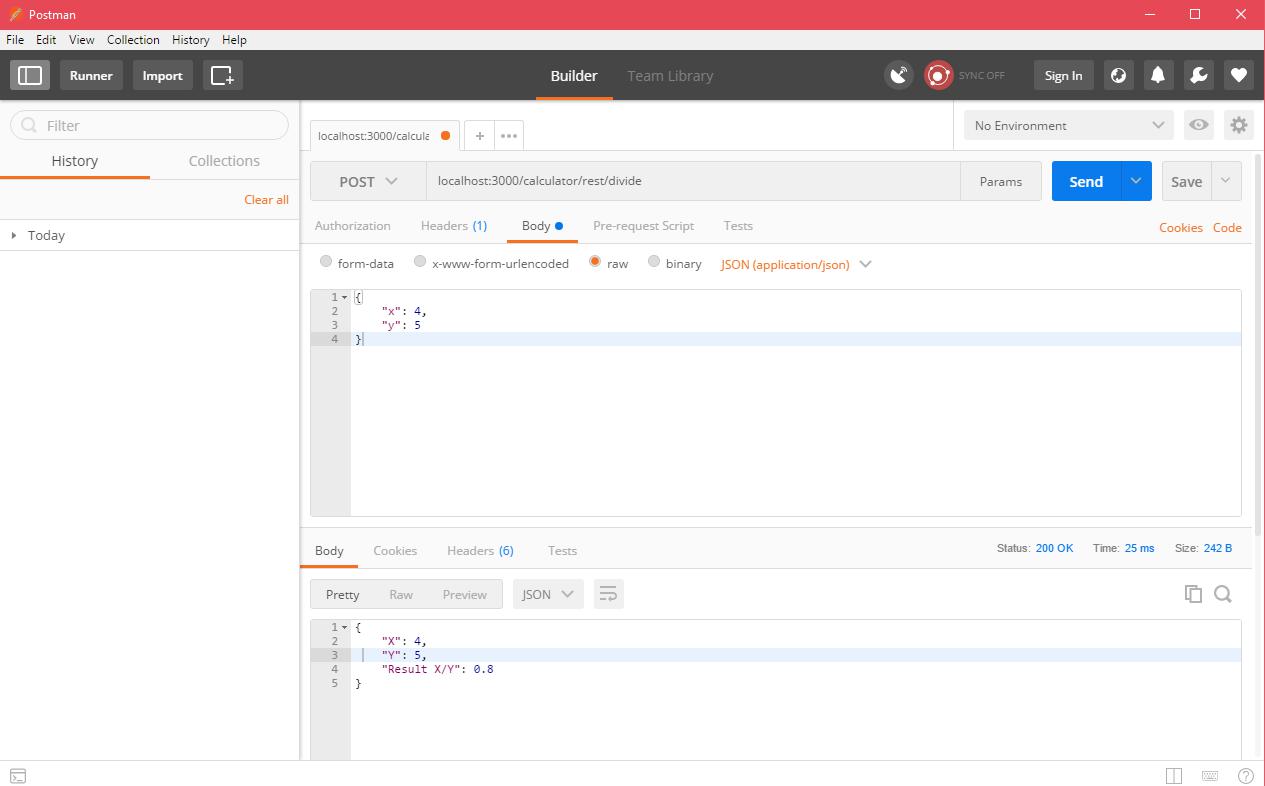 Postman
File Edit View Collection History Help
Runner Import Builder Team Library SYNC OFF Sign In
Filter
History Collections
Clear all
Today
localhost:3000/calcula
No Environment
POST localhost:3000/calculator/rest/divide Params Send Save
Authorization Headers (1) Body Pre-request Script Tests Cookies Code
form-data x-www-form-urlencoded raw binary JSON (application/json)
1 {
2 "x": 4,
3 "y": 5
4 }
Body Cookies Headers (6) Tests Status: 200 OK Time: 25 ms Size: 242 B
Pretty Raw Preview JSON
1 {
2 "X": 4,
3 "Y": 5,
4 "Result X/Y": 0.8
5 }